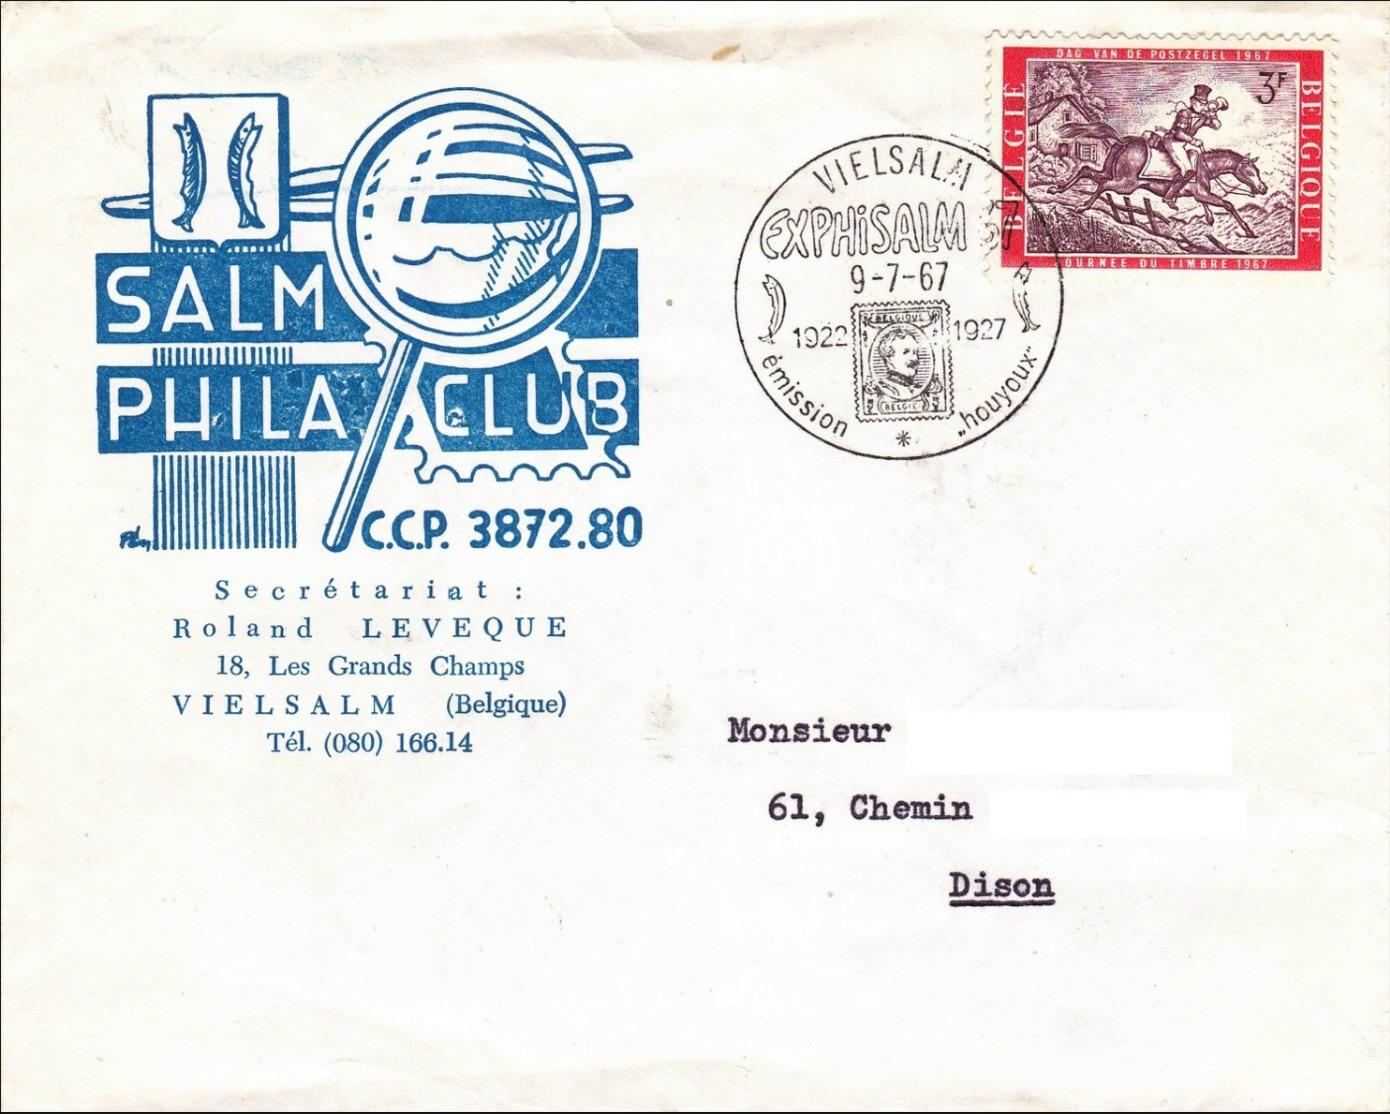 SALM
PHILA CLUB
C.C.P. 3872.80
Secrétariat :
Roland LEVEQUE
18, Les Grands Champs
VIELSALM (Belgique)
Tél. (080) 166.14
DAG VAN DE POSTZEGEL 1967
BELGIË
3F
BELGIQUE
JOURNEE DU TIMBRE 1967
VIELSALM
EXPHiSALM
9-7-67
1922 1927
BELGIQUE
BELGIE
émission
„houyoux"
Monsieur
61, Chemin
Dison